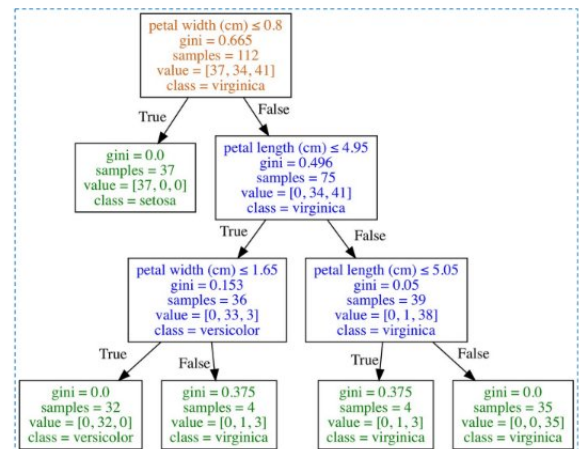 petal width (cm) ≤ 0.8
gini = 0.665
samples = 112
value = [37, 34, 41]
class = virginica
True
False
gini = 0.0
samples = 37
value = [37, 0, 0]
class = setosa
petal length (cm) ≤ 4.95
gini = 0.496
samples = 75
value = [0, 34, 41]
class = virginica
True
False
petal width (cm) ≤ 1.65
gini = 0.153
samples = 36
value = [0, 33, 3]
class = versicolor
petal length (cm) ≤ 5.05
gini = 0.05
samples = 39
value = [0, 1, 38]
class = virginica
True
False
True
False
gini = 0.0
samples = 32
value = [0, 32, 0]
class = versicolor
gini = 0.375
samples = 4
value = [0, 1, 3]
class = virginica
gini = 0.375
samples = 4
value = [0, 1, 3]
class = virginica
gini = 0.0
samples = 35
value = [0, 0, 35]
class = virginica